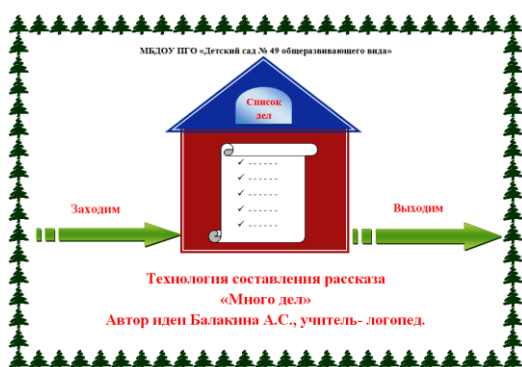 МБДОУ ПГО «Детский сад № 49 общеразвивающего вида»
Список
дел
Заходим
Выходим
Технология составления рассказа
«Много дел»
Автор идеи Балакина А.С., учитель- логопед.